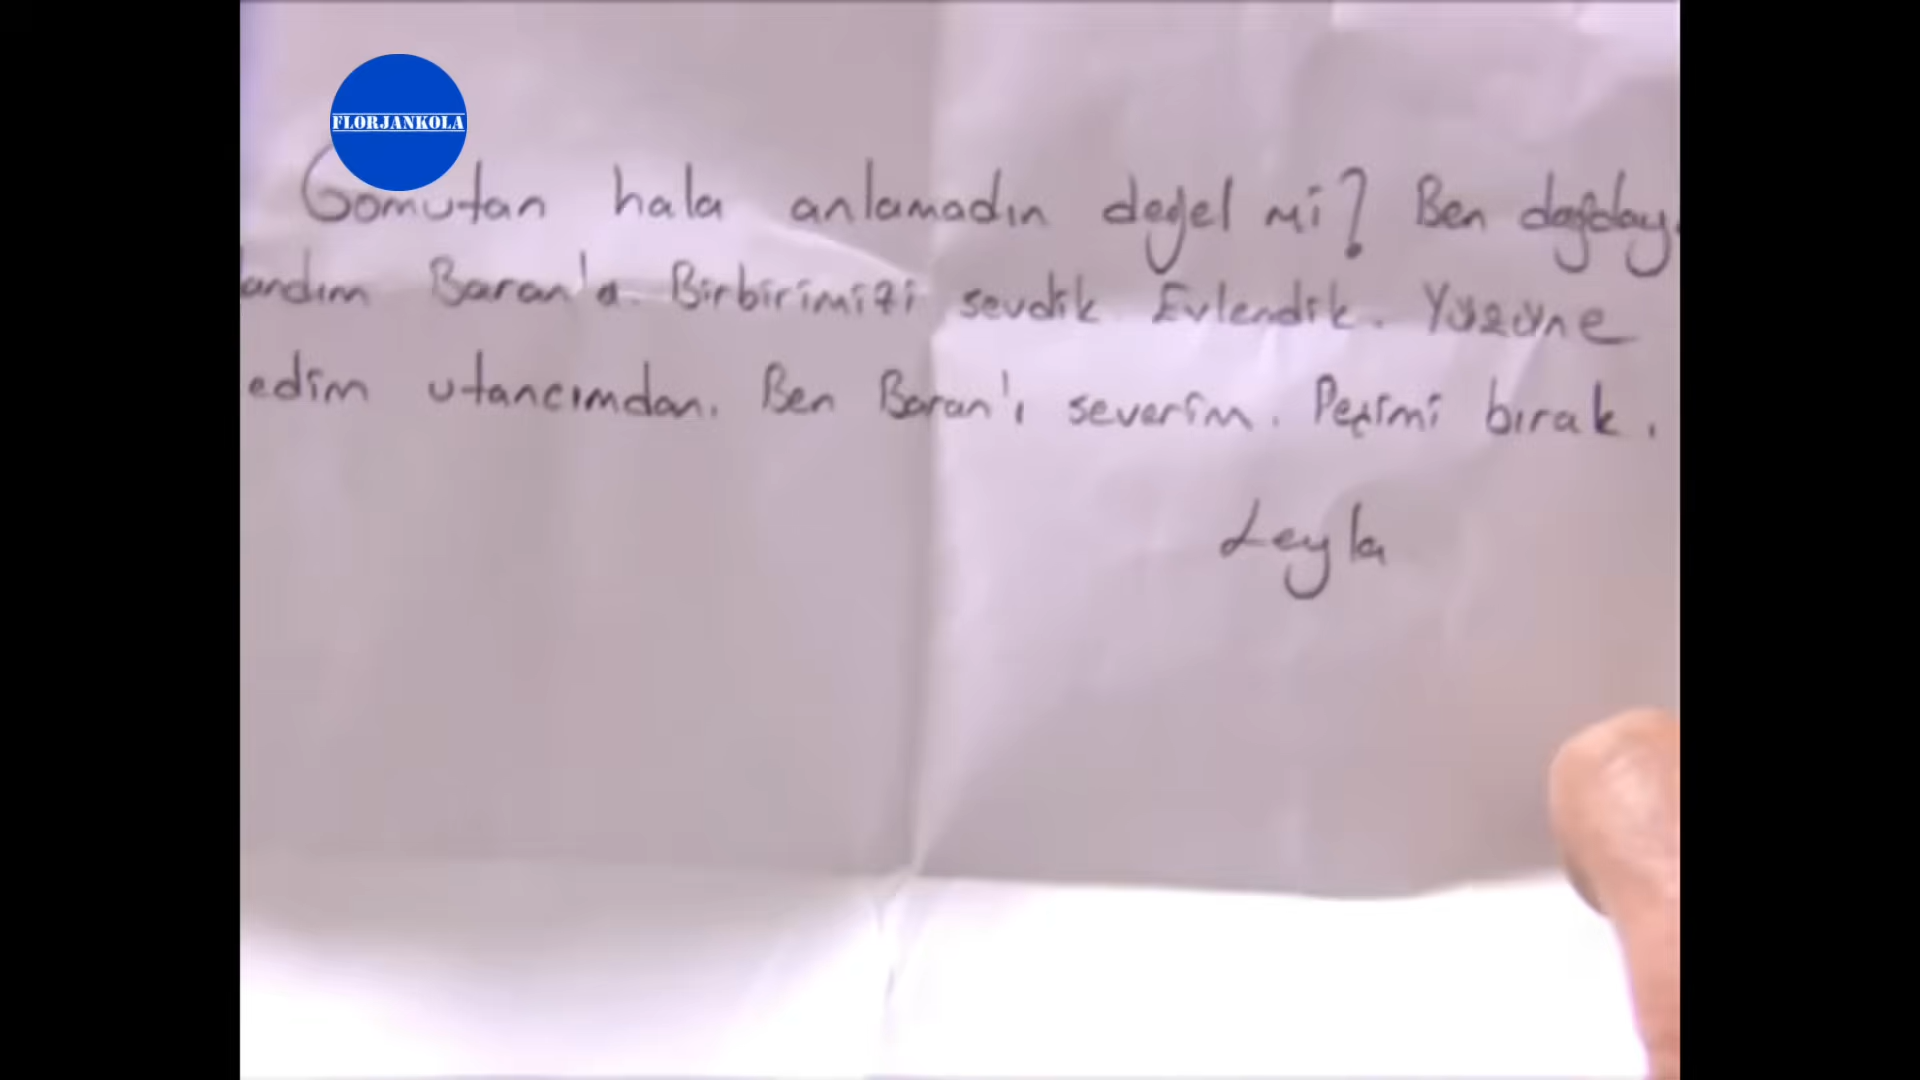 FLORJANKOLA
Gomutan hala anlamadın değel mi? Ben dağday
andım Baran'a. Birbirimizi sevdik Evlendik. Yüzüne
edim utancımdan. Ben Baran'ı severim. Peşimi bırak.
Leyla